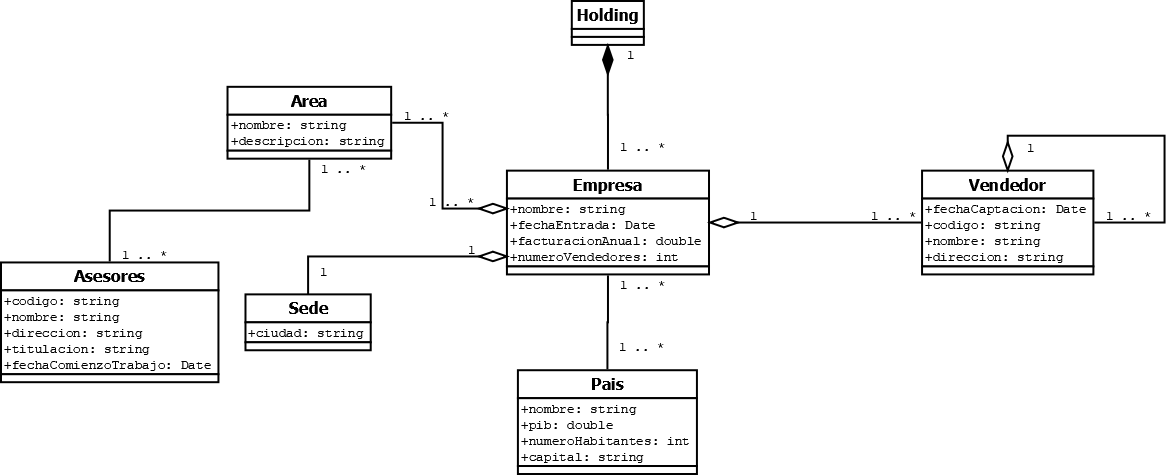 Holding
1
1 .. *
Area
+nombre: string
+descripcion: string
1 .. *
1 .. *
1 .. *
Empresa
+nombre: string
+fechaEntrada: Date
+facturacionAnual: double
+numeroVendedores: int
1
1 .. *
1
Vendedor
+fechaCaptacion: Date
+codigo: string
+nombre: string
+direccion: string
1 .. *
1 .. *
Asesores
+codigo: string
+nombre: string
+direccion: string
+titulacion: string
+fechaComienzoTrabajo: Date
1
1
Sede
+ciudad: string
1 .. *
1 .. *
Pais
+nombre: string
+pib: double
+numeroHabitantes: int
+capital: string